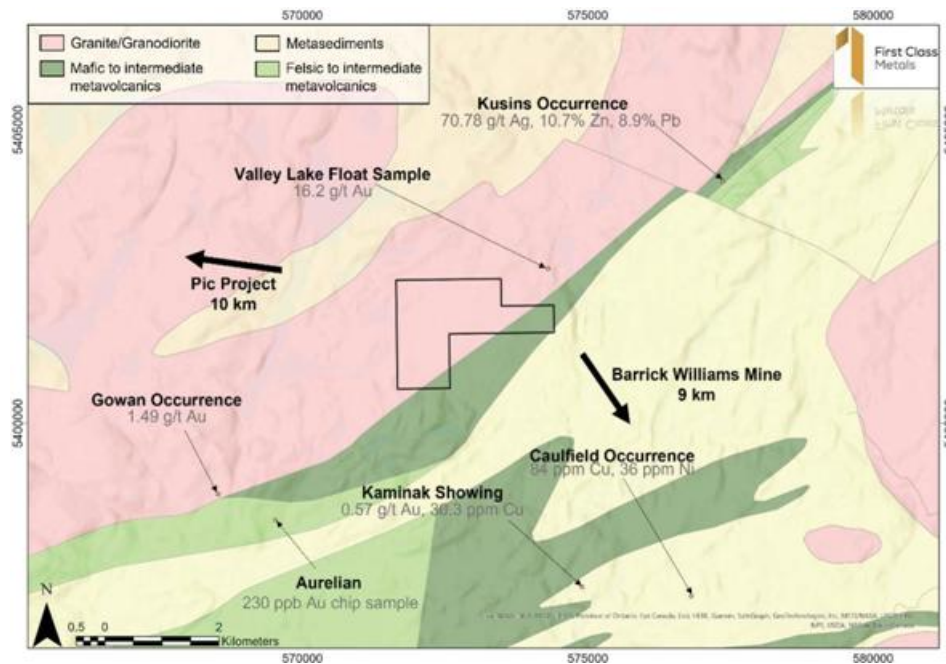 570000 575000 580000
Granite/Granodiorite
Metasediments
Mafic to intermediate
metavolcanics
Felsic to intermediate
metavolcanics
First Class
Metals
5405000
Kusins Occurrence
70.78 g/t Ag, 10.7% Zn, 8.9% Pb
Valley Lake Float Sample
16.2 g/t Au
Pic Project
10 km
Barrick Williams Mine
9 km
Gowan Occurrence
1.49 g/t Au
5400000
Caulfield Occurrence
84 ppm Cu, 36 ppm Ni
Kaminak Showing
0.57 g/t Au, 30.3 ppm Cu
Aurelian
230 ppb Au chip sample
N
0.5 0 2
Kilometers
570000 575000 580000